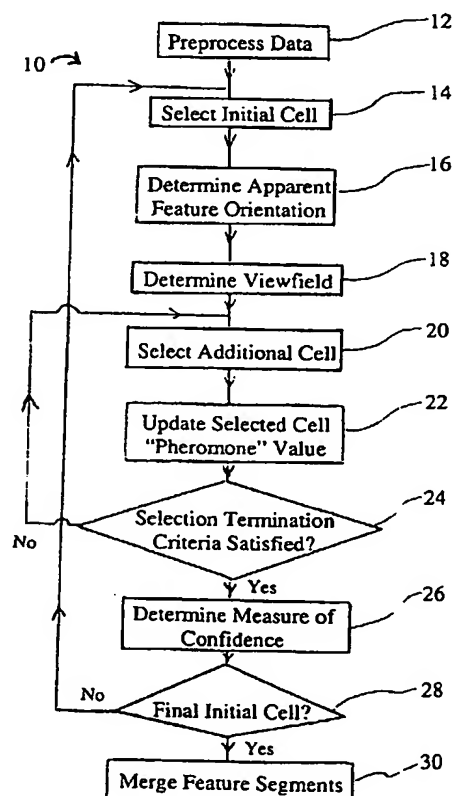 12
Preprocess Data
10
14
Select Initial Cell
16
Determine Apparent
Feature Orientation
18
Determine Viewfield
20
Select Additional Cell
22
Update Selected Cell
"Pheromone" Value
24
Selection Termination
Criteria Satisfied?
No
Yes
26
Determine Measure of
Confidence
28
No
Final Initial Cell?
Yes
30
Merge Feature Segments